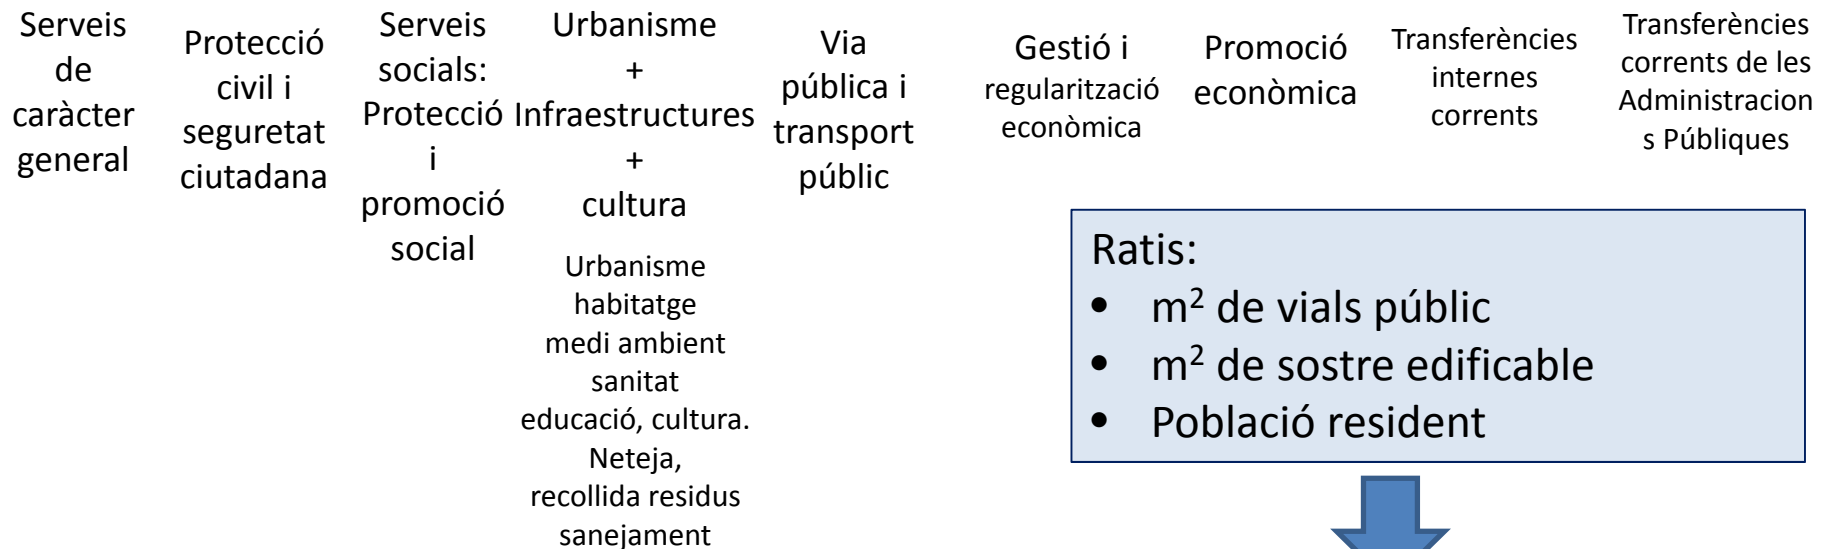 Serveis
de
caràcter
general
Protecció
civil i
seguretat
ciutadana
Serveis
socials:
Protecció
i
promoció
social
Urbanisme
+
Infraestructures
+
cultura
Urbanisme
habitatge
medi ambient
sanitat
educació, cultura.
Neteja,
recollida residus
sanejament
Via
pública i
transport
públic
Gestió i
regularització
econòmica
Promoció
econòmica
Transferències
internes
corrents
Transferències
corrents de les
Administracion
s Públiques
Ratis:
• m² de vials públic
• m² de sostre edificable
• Població resident